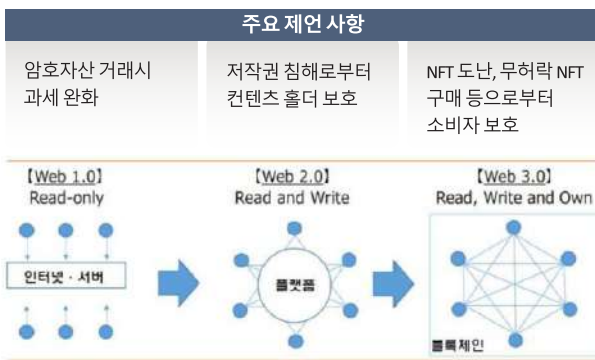 주요 제언 사항
암호자산 거래시
과세 완화
저작권 침해로부터
컨텐츠 홀더 보호
NFT 도난, 무허락 NFT
구매 등으로부터
소비자 보호
【Web 1.0】
Read-only
인터넷 · 서버
【Web 2.0】
Read and Write
플랫폼
【Web 3.0】
Read, Write and Own
블록체인